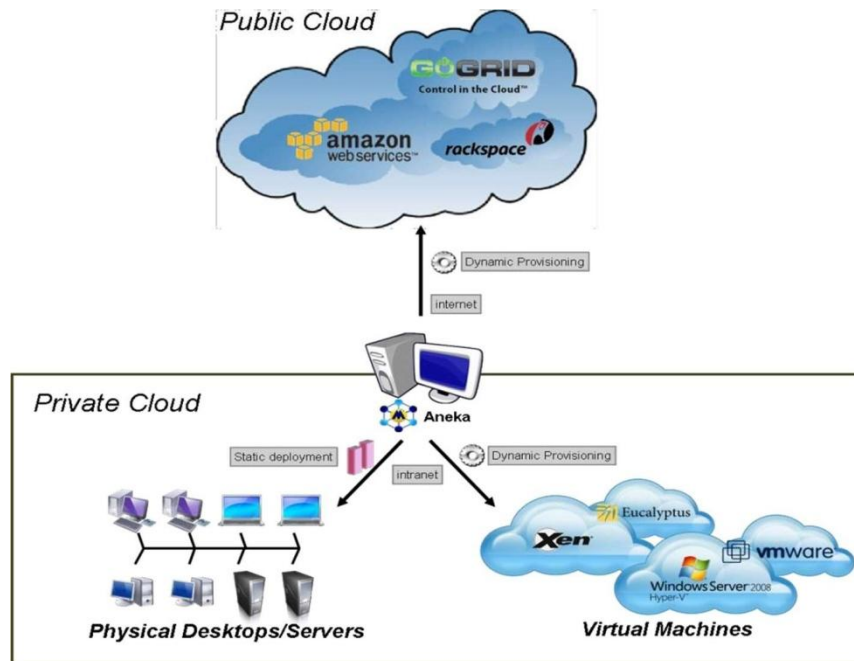 Public Cloud
GOGRID
Control in the Cloud™
amazon
webservices™
rackspace
Dynamic Provisioning
internet
Private Cloud
Aneka
Static deployment
intranet
Dynamic Provisioning
Eucalyptus
Xen
vmware
Windows Server 2008
Hyper-V
Physical Desktops/Servers
Virtual Machines